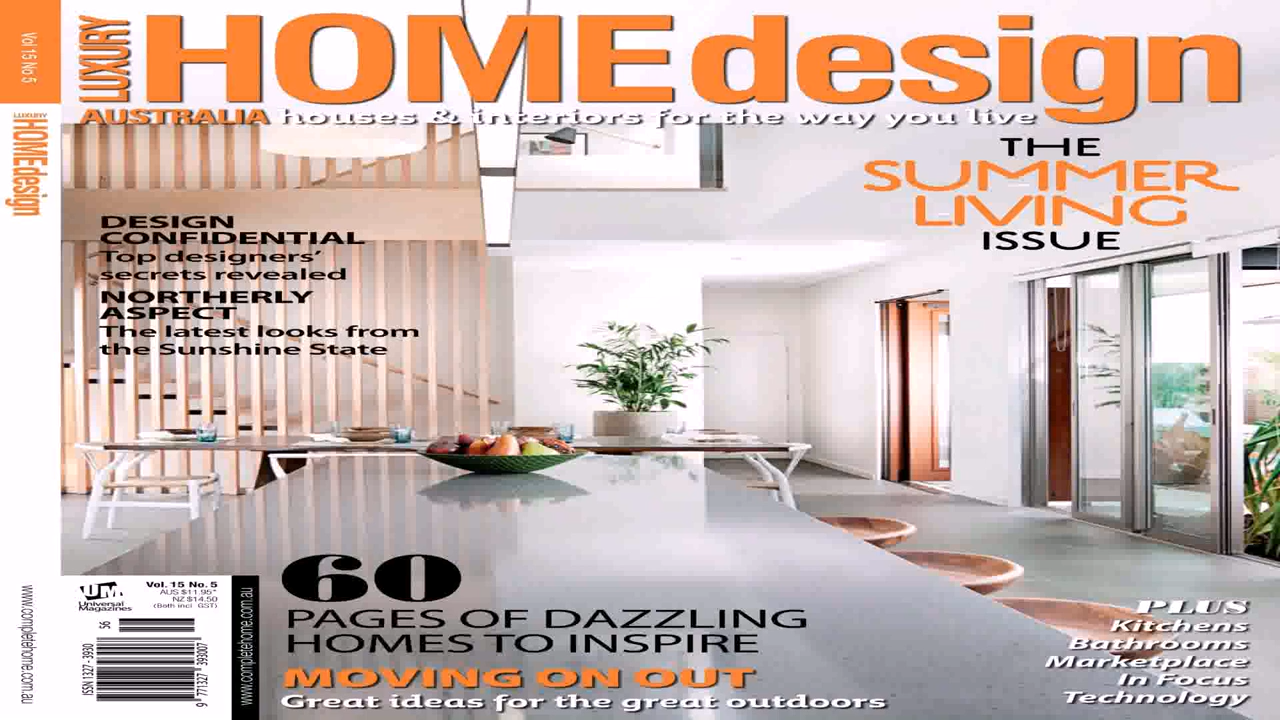 Vol 15 No 5
LUXURY
HOMEdesign
www.completehome.com.au
LUXURY
HOMEdesign
AUSTRALIA houses & interiors for the way you live
THE
SUMMER
LIVING
ISSUE
DESIGN
CONFIDENTIAL
Top designers'
secrets revealed
NORTHERLY
ASPECT
The latest looks from
the Sunshine State
60
PAGES OF DAZZLING
HOMES TO INSPIRE
MOVING ON OUT
Great ideas for the great outdoors
PLUS
Kitchens
Bathrooms
Marketplace
In Focus
Technology
UM
Universal
Magazines
Vol. 15 No. 5
AUS $11.95*
NZ $14.50
(Both incl. GST)
56
ISSN 1327 - 3930
9 771327 393007
www.completehome.com.au